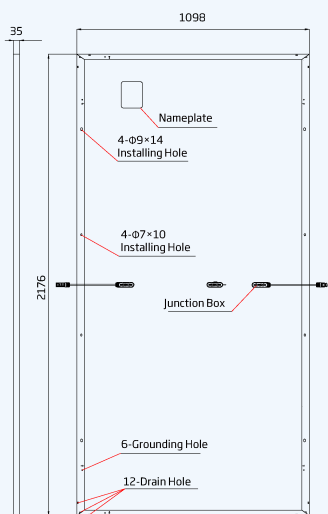 1098
35
Nameplate
4-Φ9×14
Installing Hole
4-Φ7×10
Installing Hole
2176
Junction Box
6-Grounding Hole
12-Drain Hole